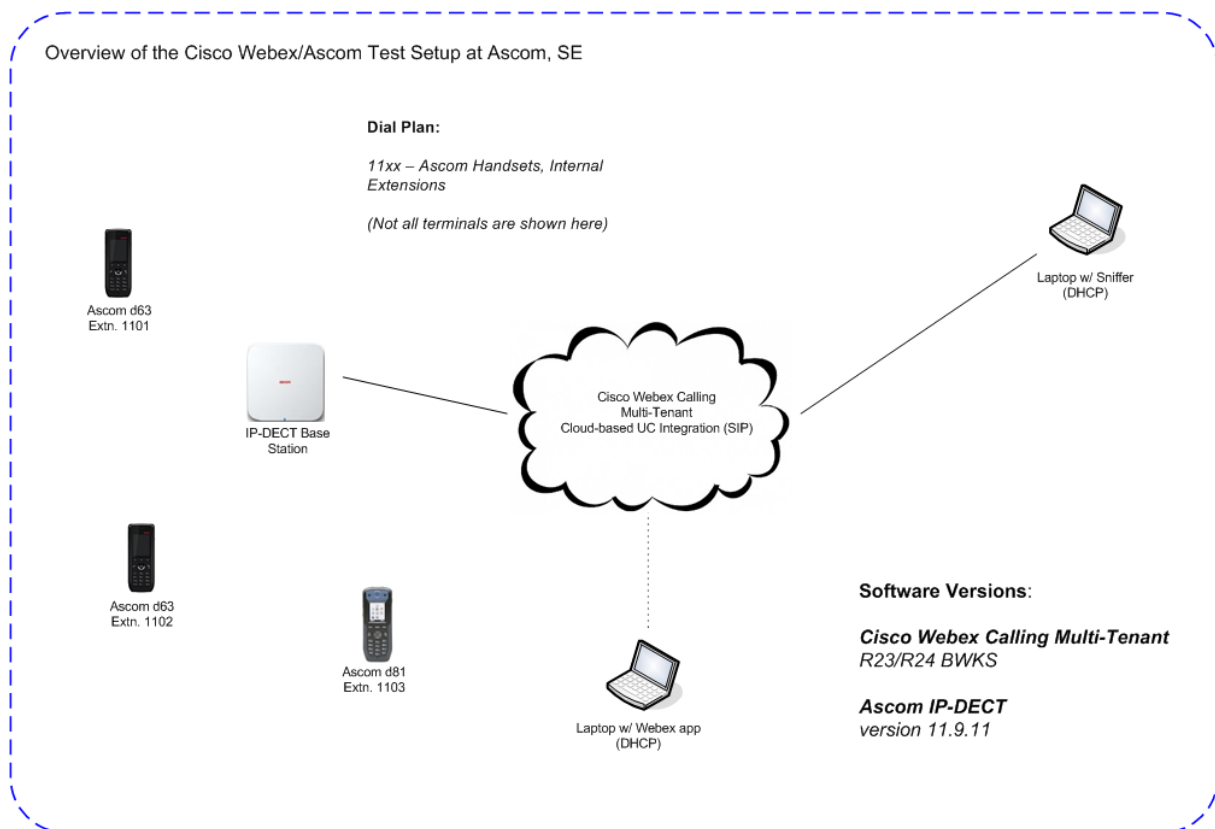 Overview of the Cisco Webex/Ascom Test Setup at Ascom, SE
Dial Plan:
11xx – Ascom Handsets, Internal
Extensions
(Not all terminals are shown here)
Ascom d63
Extn. 1101
Laptop w/ Sniffer
(DHCP)
IP-DECT Base
Station
Cisco Webex Calling
Multi-Tenant
Cloud-based UC Integration (SIP)
Ascom d63
Extn. 1102
Ascom d81
Extn. 1103
Laptop w/ Webex app
(DHCP)
Software Versions:
Cisco Webex Calling Multi-Tenant
R23/R24 BWKS
Ascom IP-DECT
version 11.9.11